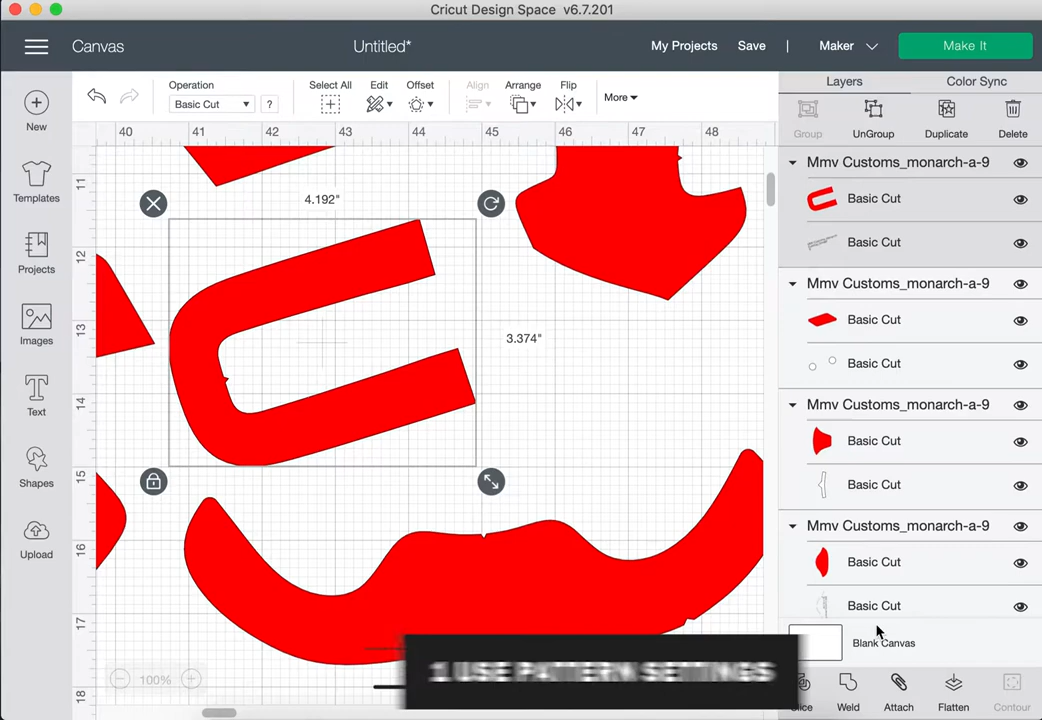 Cricut Design Space v6.7.201
Canvas
Untitled*
My Projects
Save
|
Maker
Make It
New
Templates
Projects
Images
Text
Shapes
Upload
Operation
Basic Cut
?
Select All
Edit
Offset
Align
Arrange
Flip
More
40 41 42 43 44 45 46 47 48
11
12
13
14
15
16
17
18
4.192"
3.374"
100%
1 USE PATTERN SETTINGS
Layers
Color Sync
Group
UnGroup
Duplicate
Delete
Mmv Customs_monarch-a-9
Basic Cut
Basic Cut
Mmv Customs_monarch-a-9
Basic Cut
Basic Cut
Mmv Customs_monarch-a-9
Basic Cut
Basic Cut
Mmv Customs_monarch-a-9
Basic Cut
Basic Cut
Blank Canvas
Slice
Weld
Attach
Flatten
Contour